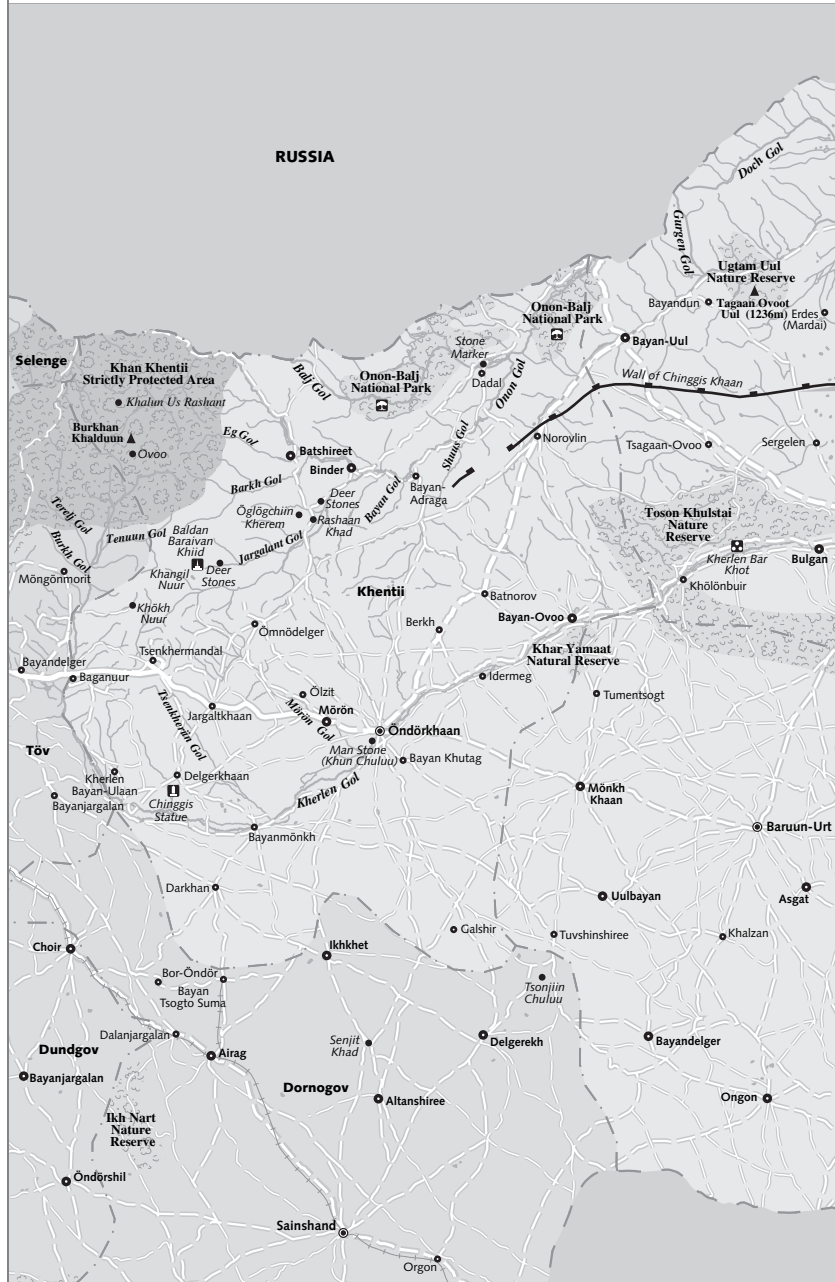 RUSSIA
Doch Gol
Gurgen Gol
Ugtam Uul
Nature Reserve
Bayandun
Tagaan Ovoot
Uul (1236m)
Erdes
(Mardai)
Onon-Balj
National Park
Bayan-Uul
Stone
Marker
Dadal
Selenge
Khan Khentii
Strictly Protected Area
Balj Gol
Onon-Balj
National Park
Onon Gol
Wall of Chinggis Khaan
Khalun Us Rashant
Burkhan
Khalduun
Ovoo
Eg Gol
Batshireet
Binder
Shuus Gol
Norovlin
Tsagaan-Ovoo
Sergelen
Barkh Gol
Bayan Gol
Bayan-
Adraga
Deer
Stones
Öglögchiin
Kherem
Rashaan
Khad
Terelj Gol
Tenuun Gol
Baldan
Baraivan
Khiid
Jargalant Gol
Toson Khulstai
Nature
Reserve
Burkh Gol
Möngönmorit
Khangil
Nuur
Deer
Stones
Kherlen Bar
Khot
Bulgan
Khölönbuir
Khentii
Batnorov
Khökh
Nuur
Ömnödelger
Berkh
Bayan-Ovoo
Khar Yamaat
Natural Reserve
Tsenkhermandal
Bayandelger
Baganuur
Idermeg
Tumentsogt
Tsenkherän Gol
Jargaltkhaan
Ölzit
Mörön
Mörön Gol
Öndörkhaan
Man Stone
(Khun Chuluu)
Bayan Khutag
Töv
Kherlen
Bayan-Ulaan
Delgerkhaan
Bayanjargalan
Chinggis
Statue
Kherlen Gol
Mönkh
Khaan
Bayanmönkh
Baruun-Urt
Darkhan
Uulbayan
Asgat
Galshir
Tuvshinshiree
Khalzan
Choir
Ikhkhet
Bor-Öndör
Bayan
Tsogto Suma
Tsonjiin
Chuluu
Dalanjargalan
Dundgov
Airag
Senjit
Khad
Delgerekh
Bayandelger
Bayanjargalan
Dornogov
Altanshiree
Ongon
Ikh Nart
Nature
Reserve
Öndörshil
Sainshand
Orgon